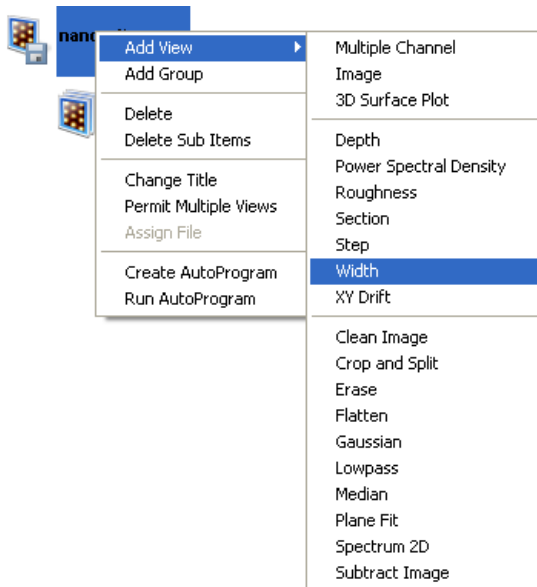 Add View
Add Group
Delete
Delete Sub Items
Change Title
Permit Multiple Views
Assign File
Create AutoProgram
Run AutoProgram
Multiple Channel
Image
3D Surface Plot
Depth
Power Spectral Density
Roughness
Section
Step
Width
XY Drift
Clean Image
Crop and Split
Erase
Flatten
Gaussian
Lowpass
Median
Plane Fit
Spectrum 2D
Subtract Image